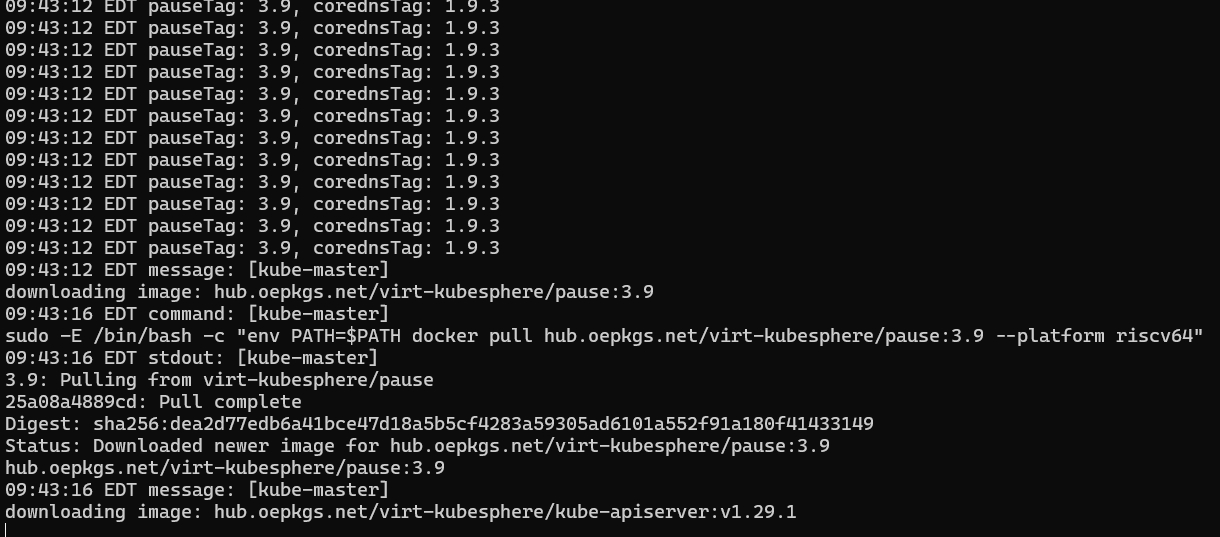 09:43:12 EDT pauseTag: 3.9, corednsTag: 1.9.3
09:43:12 EDT pauseTag: 3.9, corednsTag: 1.9.3
09:43:12 EDT pauseTag: 3.9, corednsTag: 1.9.3
09:43:12 EDT pauseTag: 3.9, corednsTag: 1.9.3
09:43:12 EDT pauseTag: 3.9, corednsTag: 1.9.3
09:43:12 EDT pauseTag: 3.9, corednsTag: 1.9.3
09:43:12 EDT pauseTag: 3.9, corednsTag: 1.9.3
09:43:12 EDT pauseTag: 3.9, corednsTag: 1.9.3
09:43:12 EDT pauseTag: 3.9, corednsTag: 1.9.3
09:43:12 EDT pauseTag: 3.9, corednsTag: 1.9.3
09:43:12 EDT pauseTag: 3.9, corednsTag: 1.9.3
09:43:12 EDT pauseTag: 3.9, corednsTag: 1.9.3
09:43:12 EDT message: [kube-master]
downloading image: hub.oepkgs.net/virt-kubesphere/pause:3.9
09:43:16 EDT command: [kube-master]
sudo -E /bin/bash -c "env PATH=$PATH docker pull hub.oepkgs.net/virt-kubesphere/pause:3.9 --platform riscv64"
09:43:16 EDT stdout: [kube-master]
3.9: Pulling from virt-kubesphere/pause
25a08a4889cd: Pull complete
Digest: sha256:dea2d77edb6a41bce47d18a5b5cf4283a59305ad6101a552f91a180f41433149
Status: Downloaded newer image for hub.oepkgs.net/virt-kubesphere/pause:3.9
hub.oepkgs.net/virt-kubesphere/pause:3.9
09:43:16 EDT message: [kube-master]
downloading image: hub.oepkgs.net/virt-kubesphere/kube-apiserver:v1.29.1